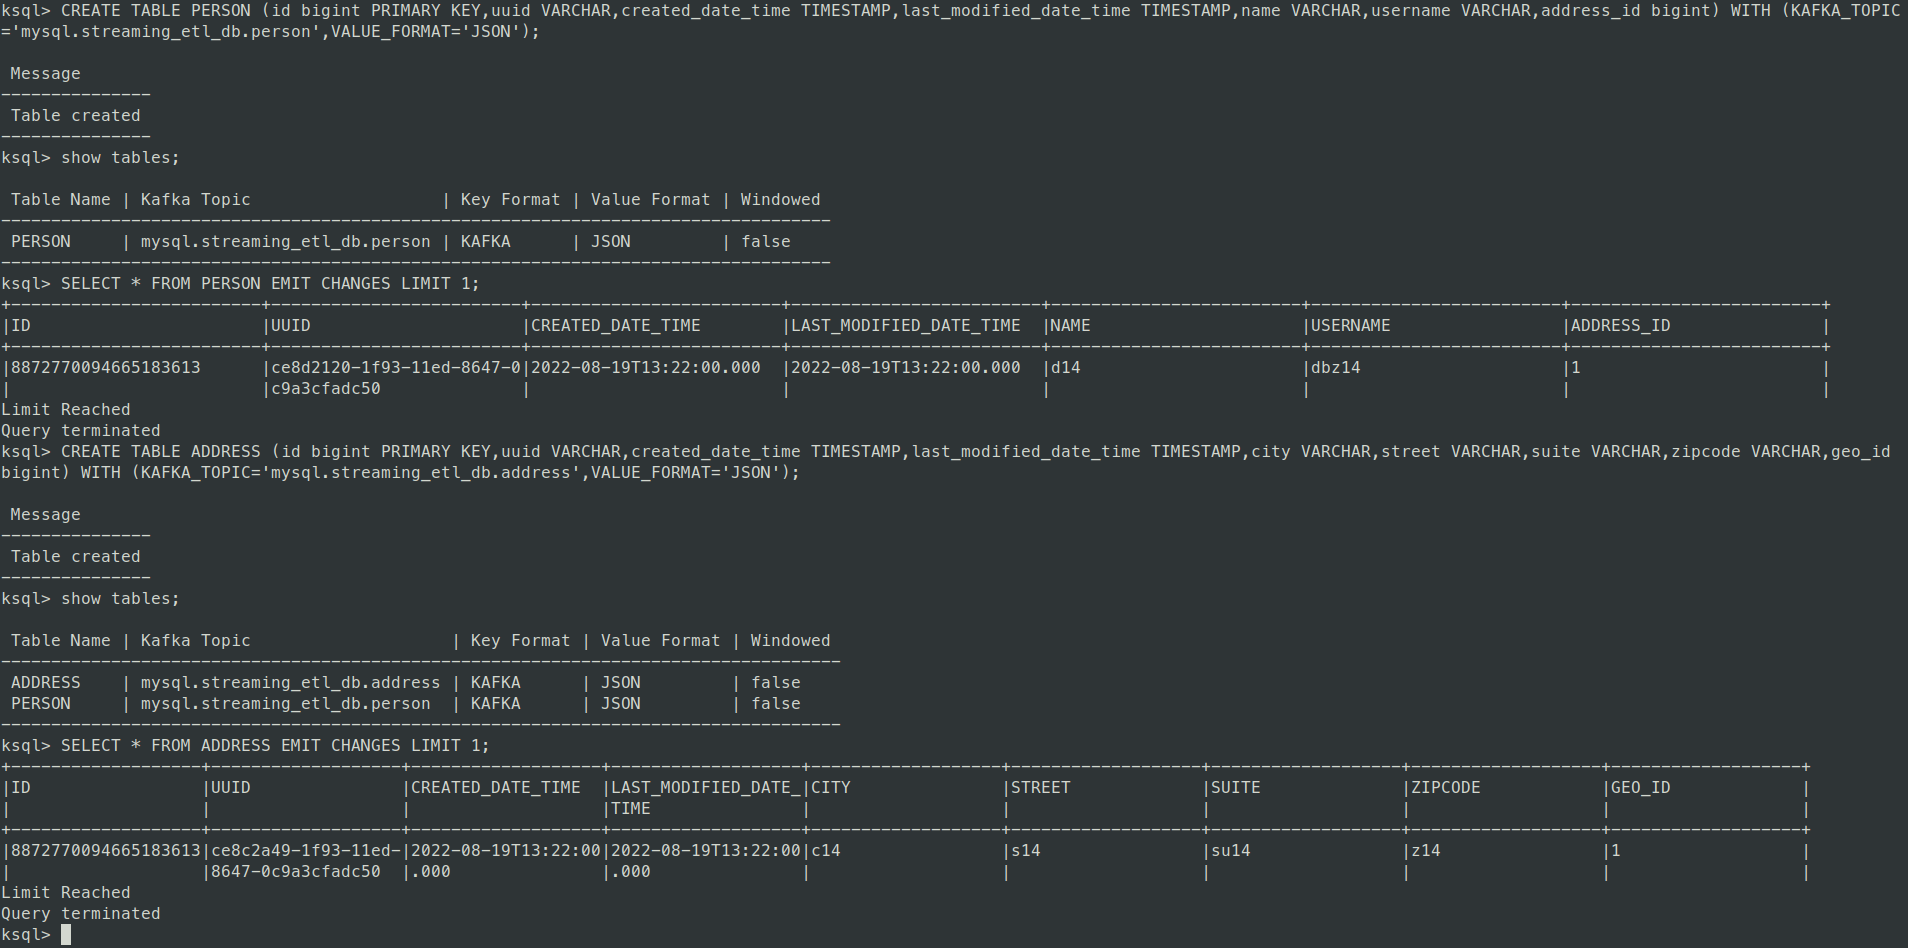 ksql> CREATE TABLE PERSON (id bigint PRIMARY KEY,uuid VARCHAR,created_date_time TIMESTAMP,last_modified_date_time TIMESTAMP,name VARCHAR,username VARCHAR,address_id bigint) WITH (KAFKA_TOPIC
='mysql.streaming_etl_db.person',VALUE_FORMAT='JSON');

 Message
---------------
 Table created
---------------
ksql> show tables;

 Table Name | Kafka Topic                   | Key Format | Value Format | Windowed
-----------------------------------------------------------------------------------
 PERSON     | mysql.streaming_etl_db.person | KAFKA      | JSON         | false
-----------------------------------------------------------------------------------
ksql> SELECT * FROM PERSON EMIT CHANGES LIMIT 1;
+-------------------------+-------------------------+-------------------------+-------------------------+-------------------------+-------------------------+-------------------------+
|ID                       |UUID                     |CREATED_DATE_TIME        |LAST_MODIFIED_DATE_TIME  |NAME                     |USERNAME                 |ADDRESS_ID               |
+-------------------------+-------------------------+-------------------------+-------------------------+-------------------------+-------------------------+-------------------------+
|8872770094665183613      |ce8d2120-1f93-11ed-8647-0|2022-08-19T13:22:00.000  |2022-08-19T13:22:00.000  |d14                      |dbz14                    |1                        |
|                         |c9a3cfadc50              |                         |                         |                         |                         |                         |
Limit Reached
Query terminated
ksql> CREATE TABLE ADDRESS (id bigint PRIMARY KEY,uuid VARCHAR,created_date_time TIMESTAMP,last_modified_date_time TIMESTAMP,city VARCHAR,street VARCHAR,suite VARCHAR,zipcode VARCHAR,geo_id
bigint) WITH (KAFKA_TOPIC='mysql.streaming_etl_db.address',VALUE_FORMAT='JSON');

 Message
---------------
 Table created
---------------
ksql> show tables;

 Table Name | Kafka Topic                    | Key Format | Value Format | Windowed
------------------------------------------------------------------------------------
 ADDRESS    | mysql.streaming_etl_db.address | KAFKA      | JSON         | false
 PERSON     | mysql.streaming_etl_db.person  | KAFKA      | JSON         | false
------------------------------------------------------------------------------------
ksql> SELECT * FROM ADDRESS EMIT CHANGES LIMIT 1;
+-------------------+-------------------+-------------------+-------------------+-------------------+-------------------+-------------------+-------------------+-------------------+
|ID                 |UUID               |CREATED_DATE_TIME  |LAST_MODIFIED_DATE_|CITY               |STREET             |SUITE              |ZIPCODE            |GEO_ID             |
|                   |                   |                   |TIME               |                   |                   |                   |                   |                   |
+-------------------+-------------------+-------------------+-------------------+-------------------+-------------------+-------------------+-------------------+-------------------+
|8872770094665183613|ce8c2a49-1f93-11ed-|2022-08-19T13:22:00|2022-08-19T13:22:00|c14                |s14                |su14               |z14                |1                  |
|                   |8647-0c9a3cfadc50  |.000               |.000               |                   |                   |                   |                   |                   |
Limit Reached
Query terminated
ksql>